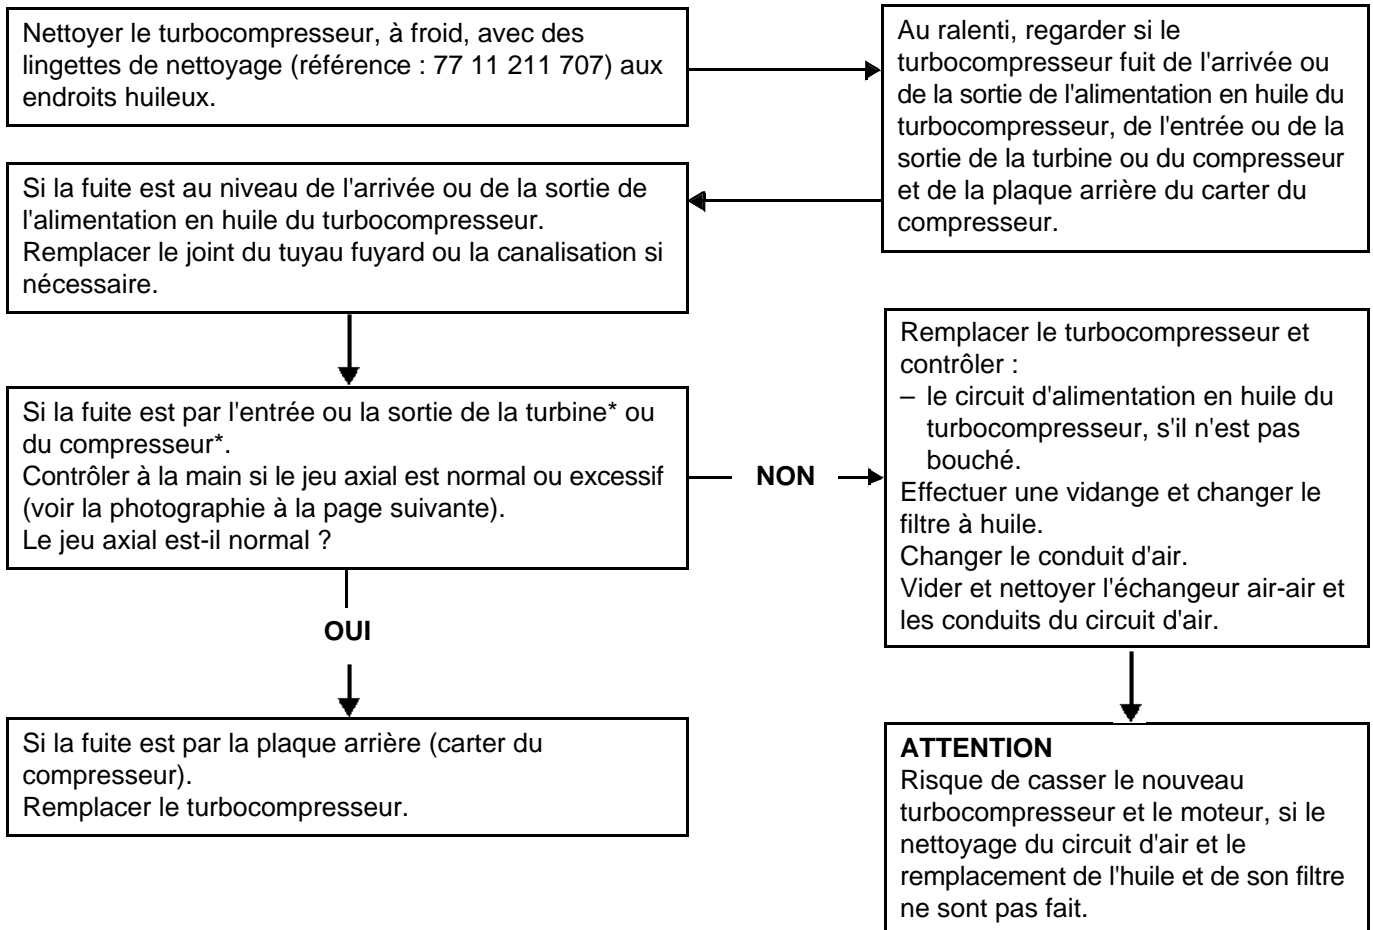 Nettoyer le turbocompresseur, à froid, avec des
lingettes de nettoyage (référence : 77 11 211 707) aux
endroits huileux.
Au ralenti, regarder si le
turbocompresseur fuit de l'arrivée ou
de la sortie de l'alimentation en huile du
turbocompresseur, de l'entrée ou de la
sortie de la turbine ou du compresseur
et de la plaque arrière du carter du
compresseur.
Si la fuite est au niveau de l'arrivée ou de la sortie de
l'alimentation en huile du turbocompresseur.
Remplacer le joint du tuyau fuyard ou la canalisation si
nécessaire.
Si la fuite est par l'entrée ou la sortie de la turbine* ou
du compresseur*.
Contrôler à la main si le jeu axial est normal ou excessif
(voir la photographie à la page suivante).
Le jeu axial est-il normal ?
NON
Remplacer le turbocompresseur et
contrôler :
– le circuit d'alimentation en huile du
turbocompresseur, s'il n'est pas
bouché.
Effectuer une vidange et changer le
filtre à huile.
Changer le conduit d'air.
Vider et nettoyer l'échangeur air-air et
les conduits du circuit d'air.
OUI
Si la fuite est par la plaque arrière (carter du
compresseur).
Remplacer le turbocompresseur.
ATTENTION
Risque de casser le nouveau
turbocompresseur et le moteur, si le
nettoyage du circuit d'air et le
remplacement de l'huile et de son filtre
ne sont pas fait.